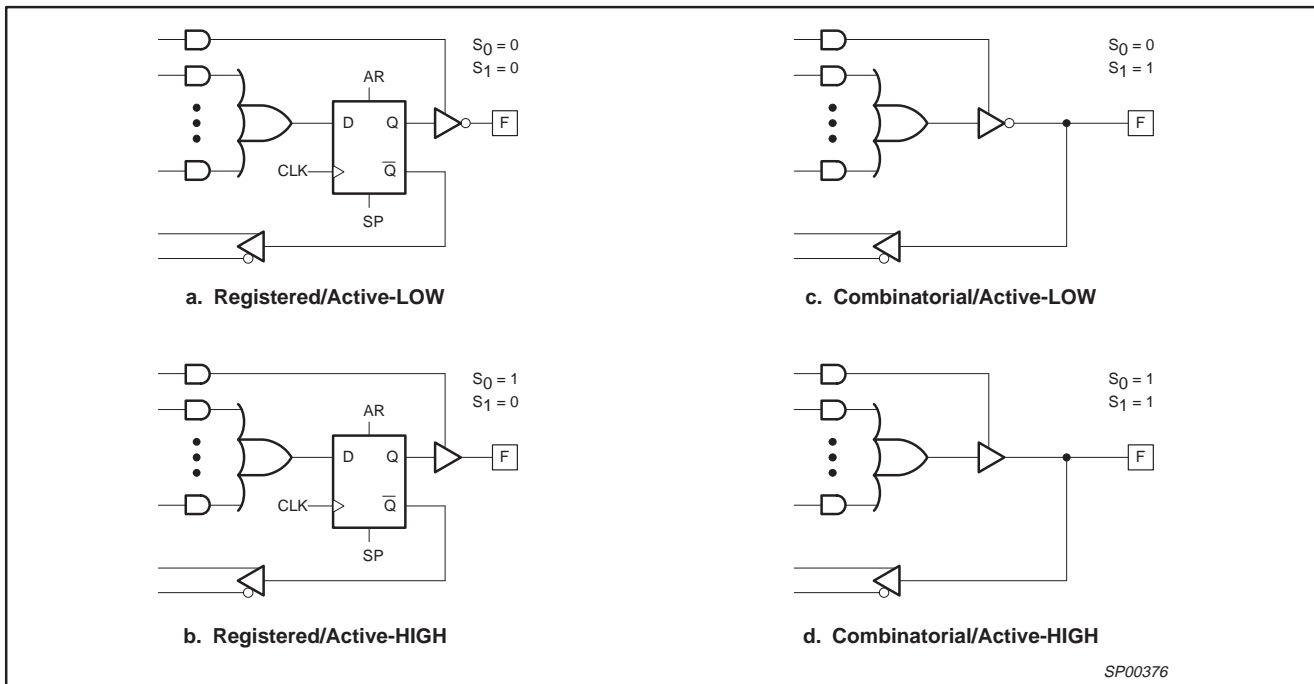 S0 = 0
S1 = 0
AR
D Q F
CLK Q̅
SP
a. Registered/Active-LOW
S0 = 0
S1 = 1
F
c. Combinatorial/Active-LOW
S0 = 1
S1 = 0
AR
D Q F
CLK Q̅
SP
b. Registered/Active-HIGH
S0 = 1
S1 = 1
F
d. Combinatorial/Active-HIGH
SP00376